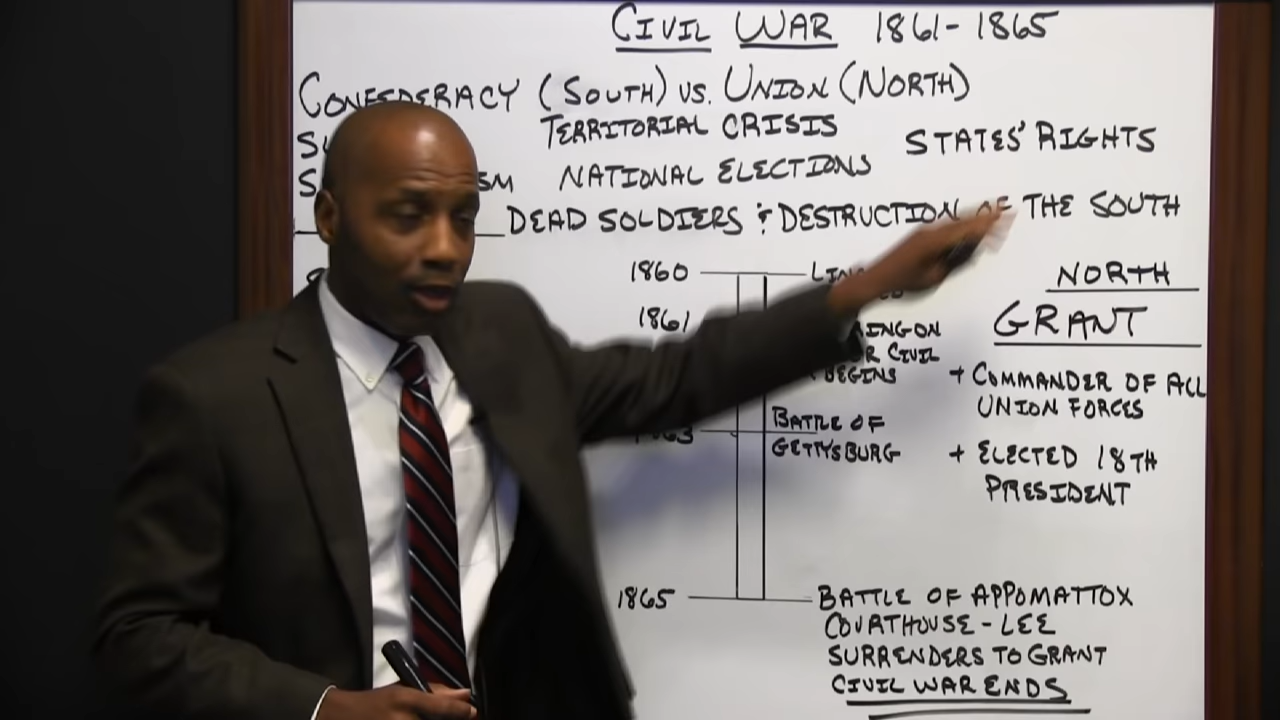 CIVIL WAR 1861-1865
CONFEDERACY (SOUTH) VS. UNION (NORTH)
TERRITORIAL CRISIS
STATES' RIGHTS
NATIONAL ELECTIONS
DEAD SOLDIERS & DESTRUCTION OF THE SOUTH
1860
1861
BEGINS
CIVIL
BATTLE OF
GETTYSBURG
1865
BATTLE OF APPOMATTOX
COURTHOUSE - LEE
SURRENDERS TO GRANT
CIVIL WAR ENDS
NORTH
GRANT
+ COMMANDER OF ALL
UNION FORCES
+ ELECTED 18TH
PRESIDENT